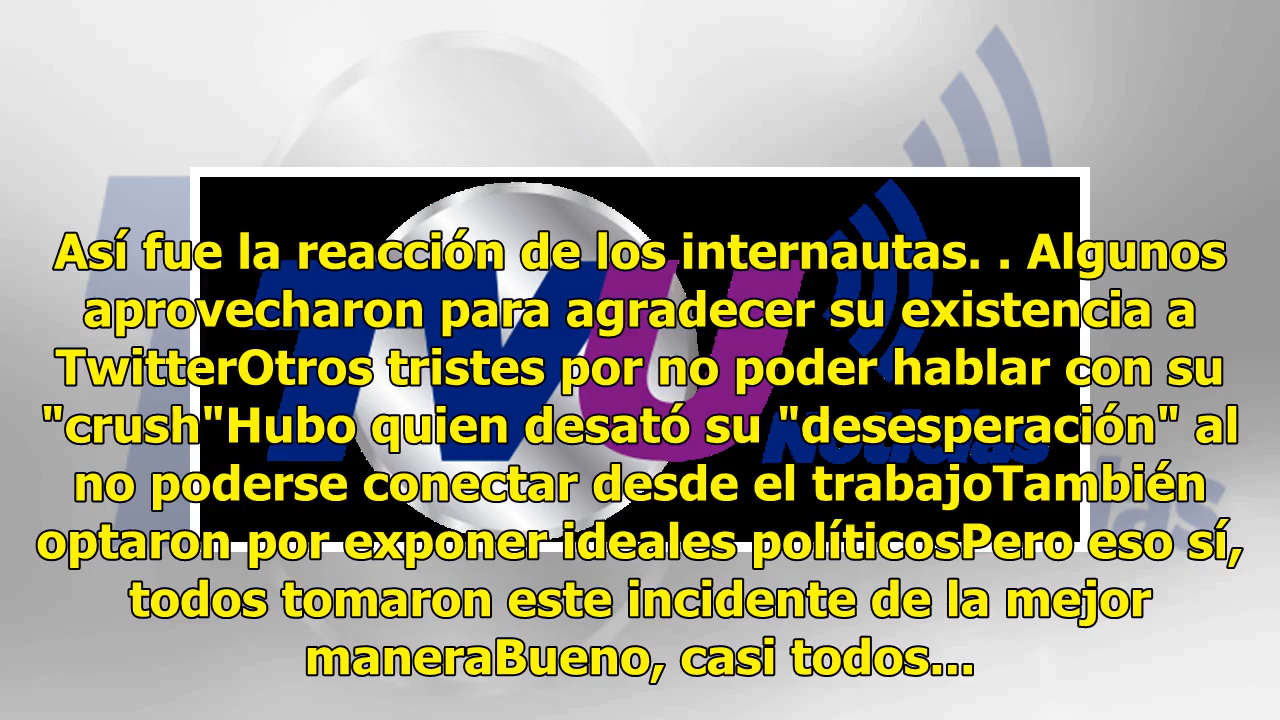 Así fue la reacción de los internautas. . Algunos
aprovecharon para agradecer su existencia a
TwitterOtros tristes por no poder hablar con su
"crush"Hubo quien desató su "desesperación" al
no poderse conectar desde el trabajoTambién
optaron por exponer ideales políticosPero eso sí,
todos tomaron este incidente de la mejor
maneraBueno, casi todos...
TVU
Noticias